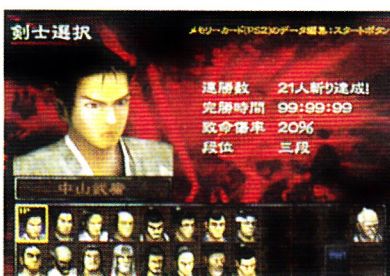 剣士選択
メモリーカード(PS2)のデータ編集:スタートボタン
連勝数 21人斬り達成!
完勝時間 99:99:99
致命傷率 20%
段位 三段
中山武蔵
1P